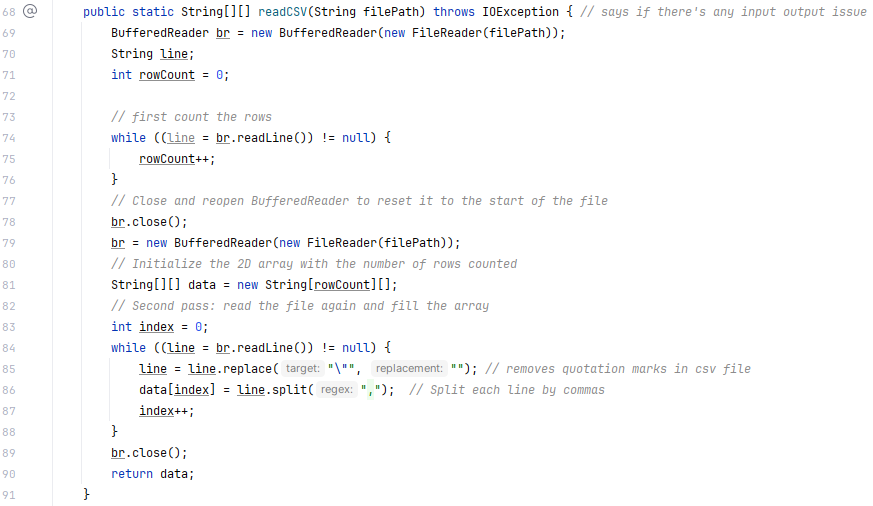 68 @ public static String[][] readCSV(String filePath) throws IOException { // says if there's any input output issue
69 BufferedReader br = new BufferedReader(new FileReader(filePath));
70 String line;
71 int rowCount = 0;
72
73 // first count the rows
74 while ((line = br.readLine()) != null) {
75 rowCount++;
76 }
77 // Close and reopen BufferedReader to reset it to the start of the file
78 br.close();
79 br = new BufferedReader(new FileReader(filePath));
80 // Initialize the 2D array with the number of rows counted
81 String[][] data = new String[rowCount][];
82 // Second pass: read the file again and fill the array
83 int index = 0;
84 while ((line = br.readLine()) != null) {
85 line = line.replace( target: "\"", replacement: ""); // removes quotation marks in csv file
86 data[index] = line.split( regex: ","); // Split each line by commas
87 index++;
88 }
89 br.close();
90 return data;
91 }